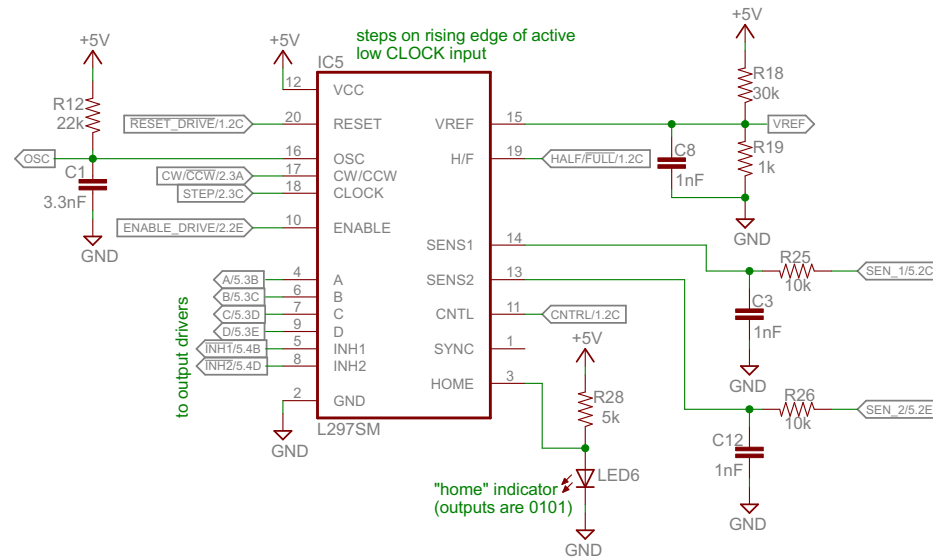 steps on rising edge of active
low CLOCK input
+5V
+5V
+5V
IC5
12
VCC
R12
22k
R18
30k
RESET_DRIVE/1.2C
20
RESET
VREF
15
VREF
OSC
16
OSC
H/F
19
HALF/FULL/1.2C
C8
1nF
R19
1k
C1
3.3nF
CW/CCW/2.3A
17
CW/CCW
STEP/2.3C
18
CLOCK
GND
ENABLE_DRIVE/2.2E
10
ENABLE
GND
SENS1
14
R25
10k
SEN_1/5.2C
to output drivers
A/5.3B
4
A
SENS2
13
B/5.3C
6
B
C3
1nF
C/5.3D
7
C
CNTL
11
CNTRL/1.2C
D/5.3E
9
D
INH1/5.4B
5
INH1
SYNC
1
+5V
INH2/5.4D
8
INH2
HOME
3
GND
2
GND
R28
5k
R26
10k
SEN_2/5.2E
L297SM
GND
C12
1nF
LED6
"home" indicator
(outputs are 0101)
GND
GND